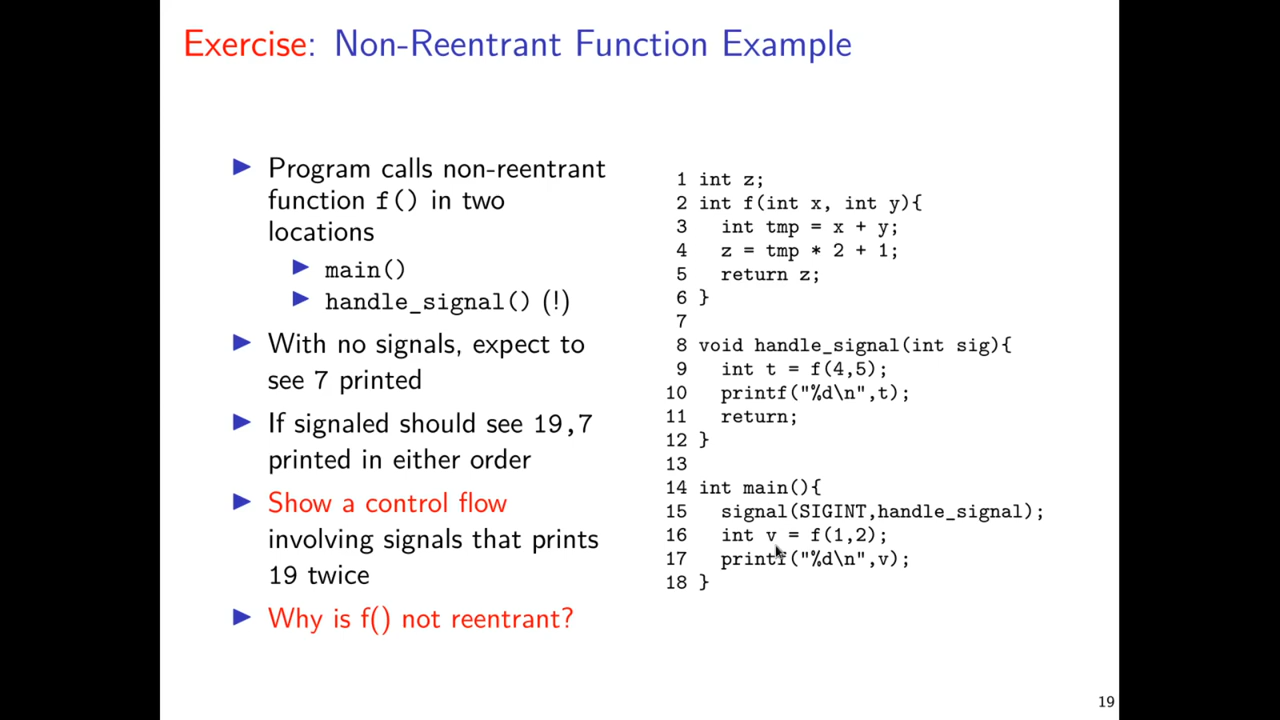 Exercise: Non-Reentrant Function Example
▶ Program calls non-reentrant
function f() in two
locations
▶ main()
▶ handle_signal() (!)
▶ With no signals, expect to
see 7 printed
▶ If signaled should see 19,7
printed in either order
▶ Show a control flow
involving signals that prints
19 twice
▶ Why is f() not reentrant?
1 int z;
2 int f(int x, int y){
3   int tmp = x + y;
4   z = tmp * 2 + 1;
5   return z;
6 }
7
8 void handle_signal(int sig){
9   int t = f(4,5);
10   printf("%d\n",t);
11   return;
12 }
13
14 int main(){
15   signal(SIGINT,handle_signal);
16   int v = f(1,2);
17   printf("%d\n",v);
18 }
19